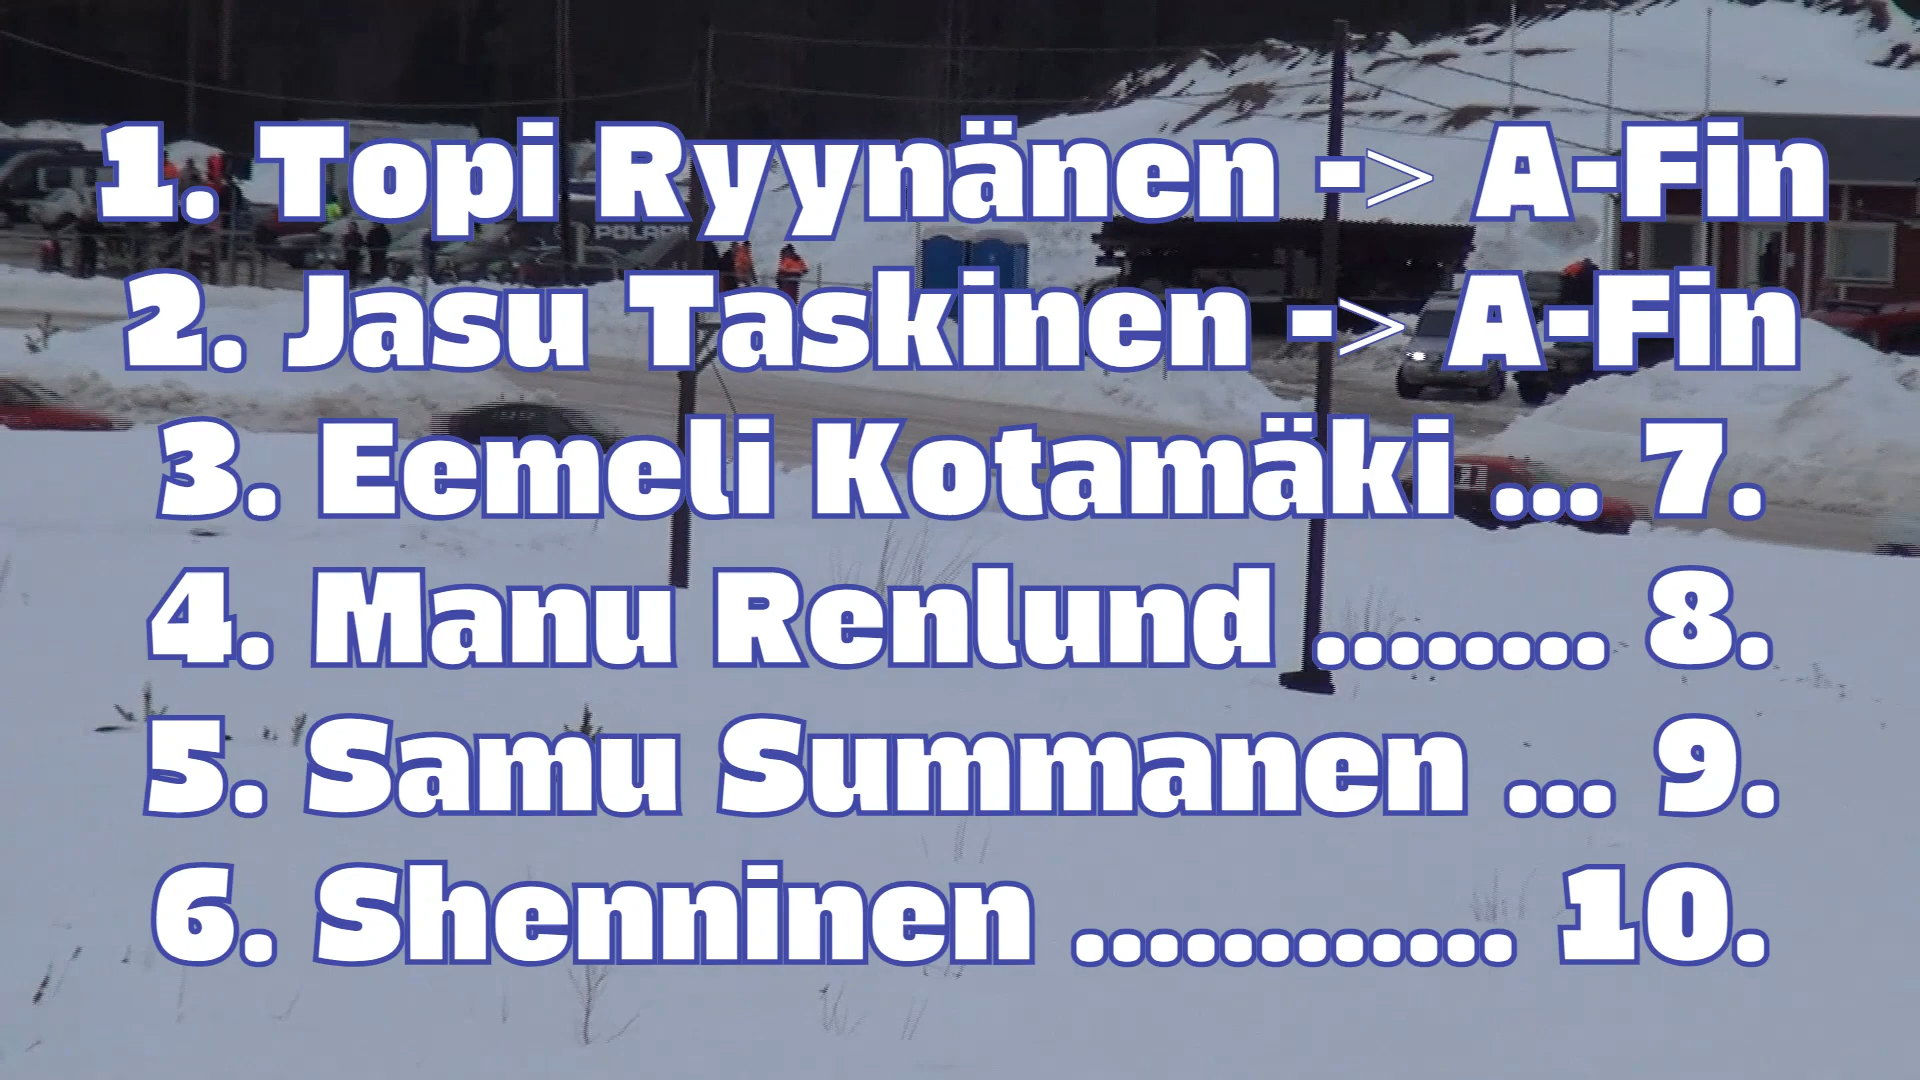 1. Topi Ryynänen -> A-Fin
POLARIS
2. Jasu Taskinen -> A-Fin
3. Eemeli Kotamäki ... 7.
4. Manu Renlund ........ 8.
5. Samu Summanen ... 9.
6. Shenninen ............ 10.